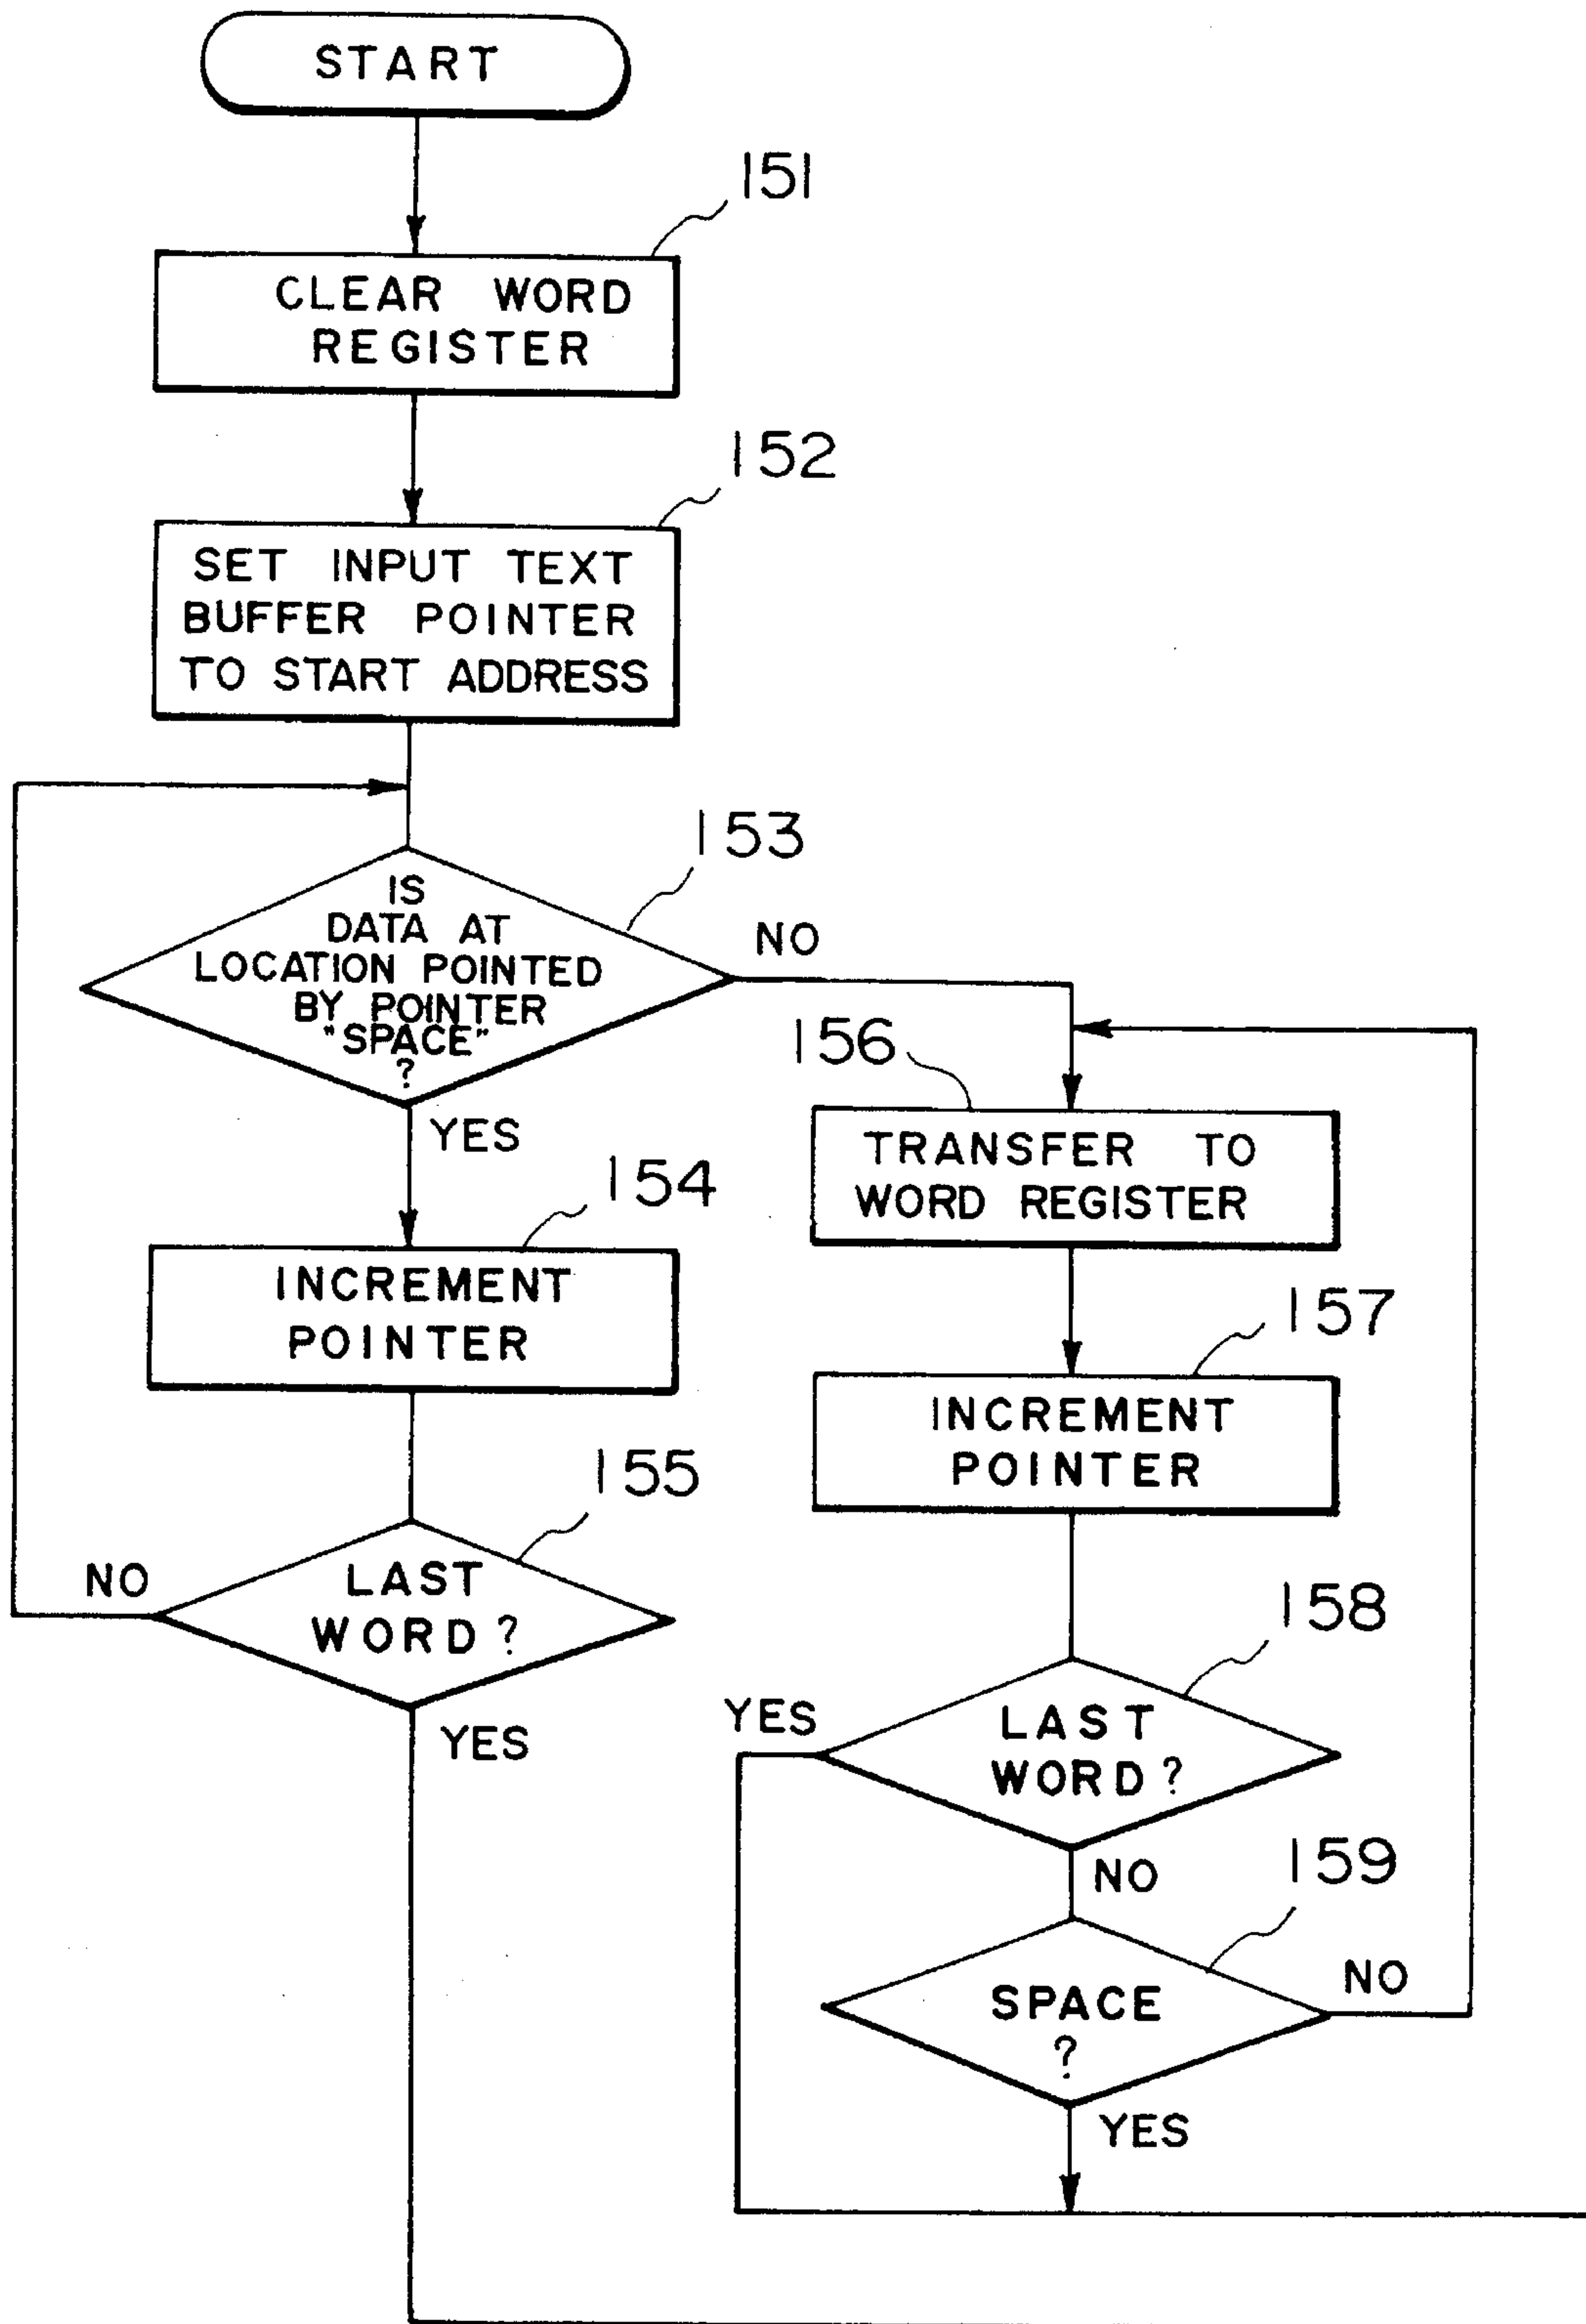 START
151
CLEAR WORD
REGISTER
152
SET INPUT TEXT
BUFFER POINTER
TO START ADDRESS
153
IS
DATA AT
LOCATION POINTED
BY POINTER
"SPACE"
?
NO
YES
154
INCREMENT
POINTER
155
LAST
WORD ?
NO
YES
156
TRANSFER TO
WORD REGISTER
157
INCREMENT
POINTER
158
LAST
WORD ?
YES
NO
159
SPACE
?
NO
YES